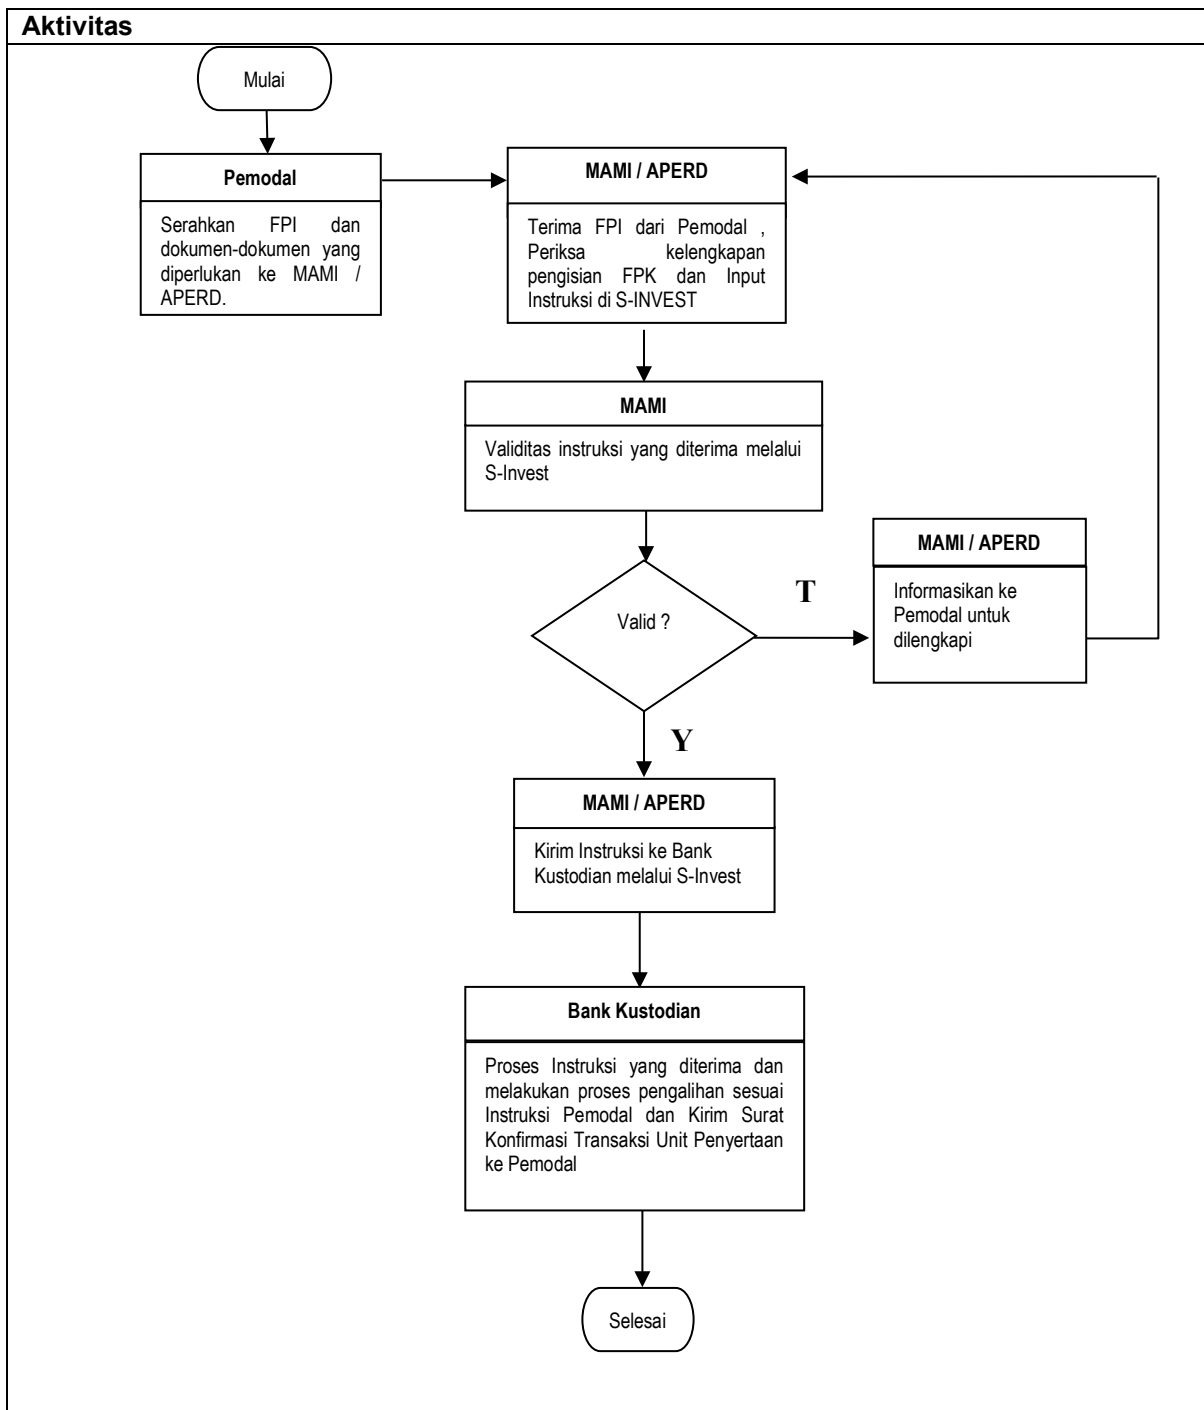 Aktivitas
Mulai
Pemodal
Serahkan FPI dan
dokumen-dokumen yang
diperlukan ke MAMI /
APERD.
MAMI / APERD
Terima FPI dari Pemodal ,
Periksa kelengkapan
pengisian FPK dan Input
Instruksi di S-INVEST
MAMI
Validitas instruksi yang diterima melalui
S-Invest
Valid ?
T
MAMI / APERD
Informasikan ke
Pemodal untuk
dilengkapi
Y
MAMI / APERD
Kirim Instruksi ke Bank
Kustodian melalui S-Invest
Bank Kustodian
Proses Instruksi yang diterima dan
melakukan proses pengalihan sesuai
Instruksi Pemodal dan Kirim Surat
Konfirmasi Transaksi Unit Penyertaan
ke Pemodal
Selesai